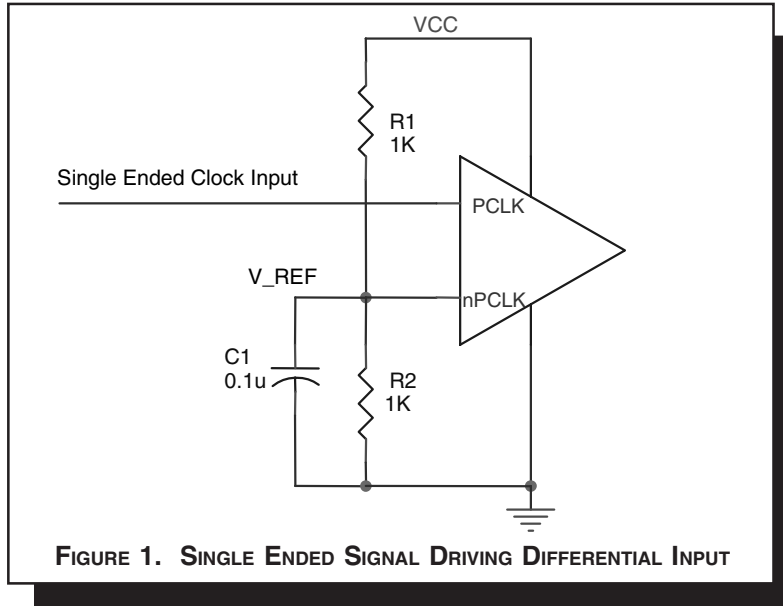 VCC
R1
1K
Single Ended Clock Input
PCLK
V_REF
nPCLK
C1
0.1u
R2
1K
FIGURE 1. SINGLE ENDED SIGNAL DRIVING DIFFERENTIAL INPUT